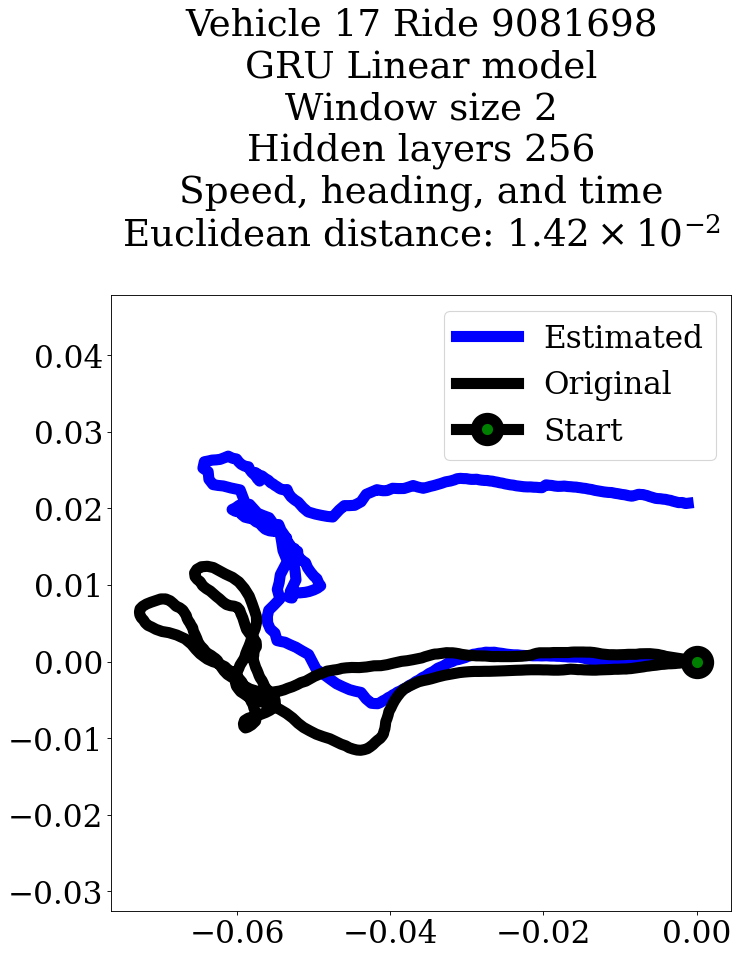 Vehicle 17 Ride 9081698
GRU Linear model
Window size 2
Hidden layers 256
Speed, heading, and time
Euclidean distance: 1.42 × 10⁻²
Estimated
Original
Start
0.04
0.03
0.02
0.01
0.00
−0.01
−0.02
−0.03
−0.06 −0.04 −0.02 0.00